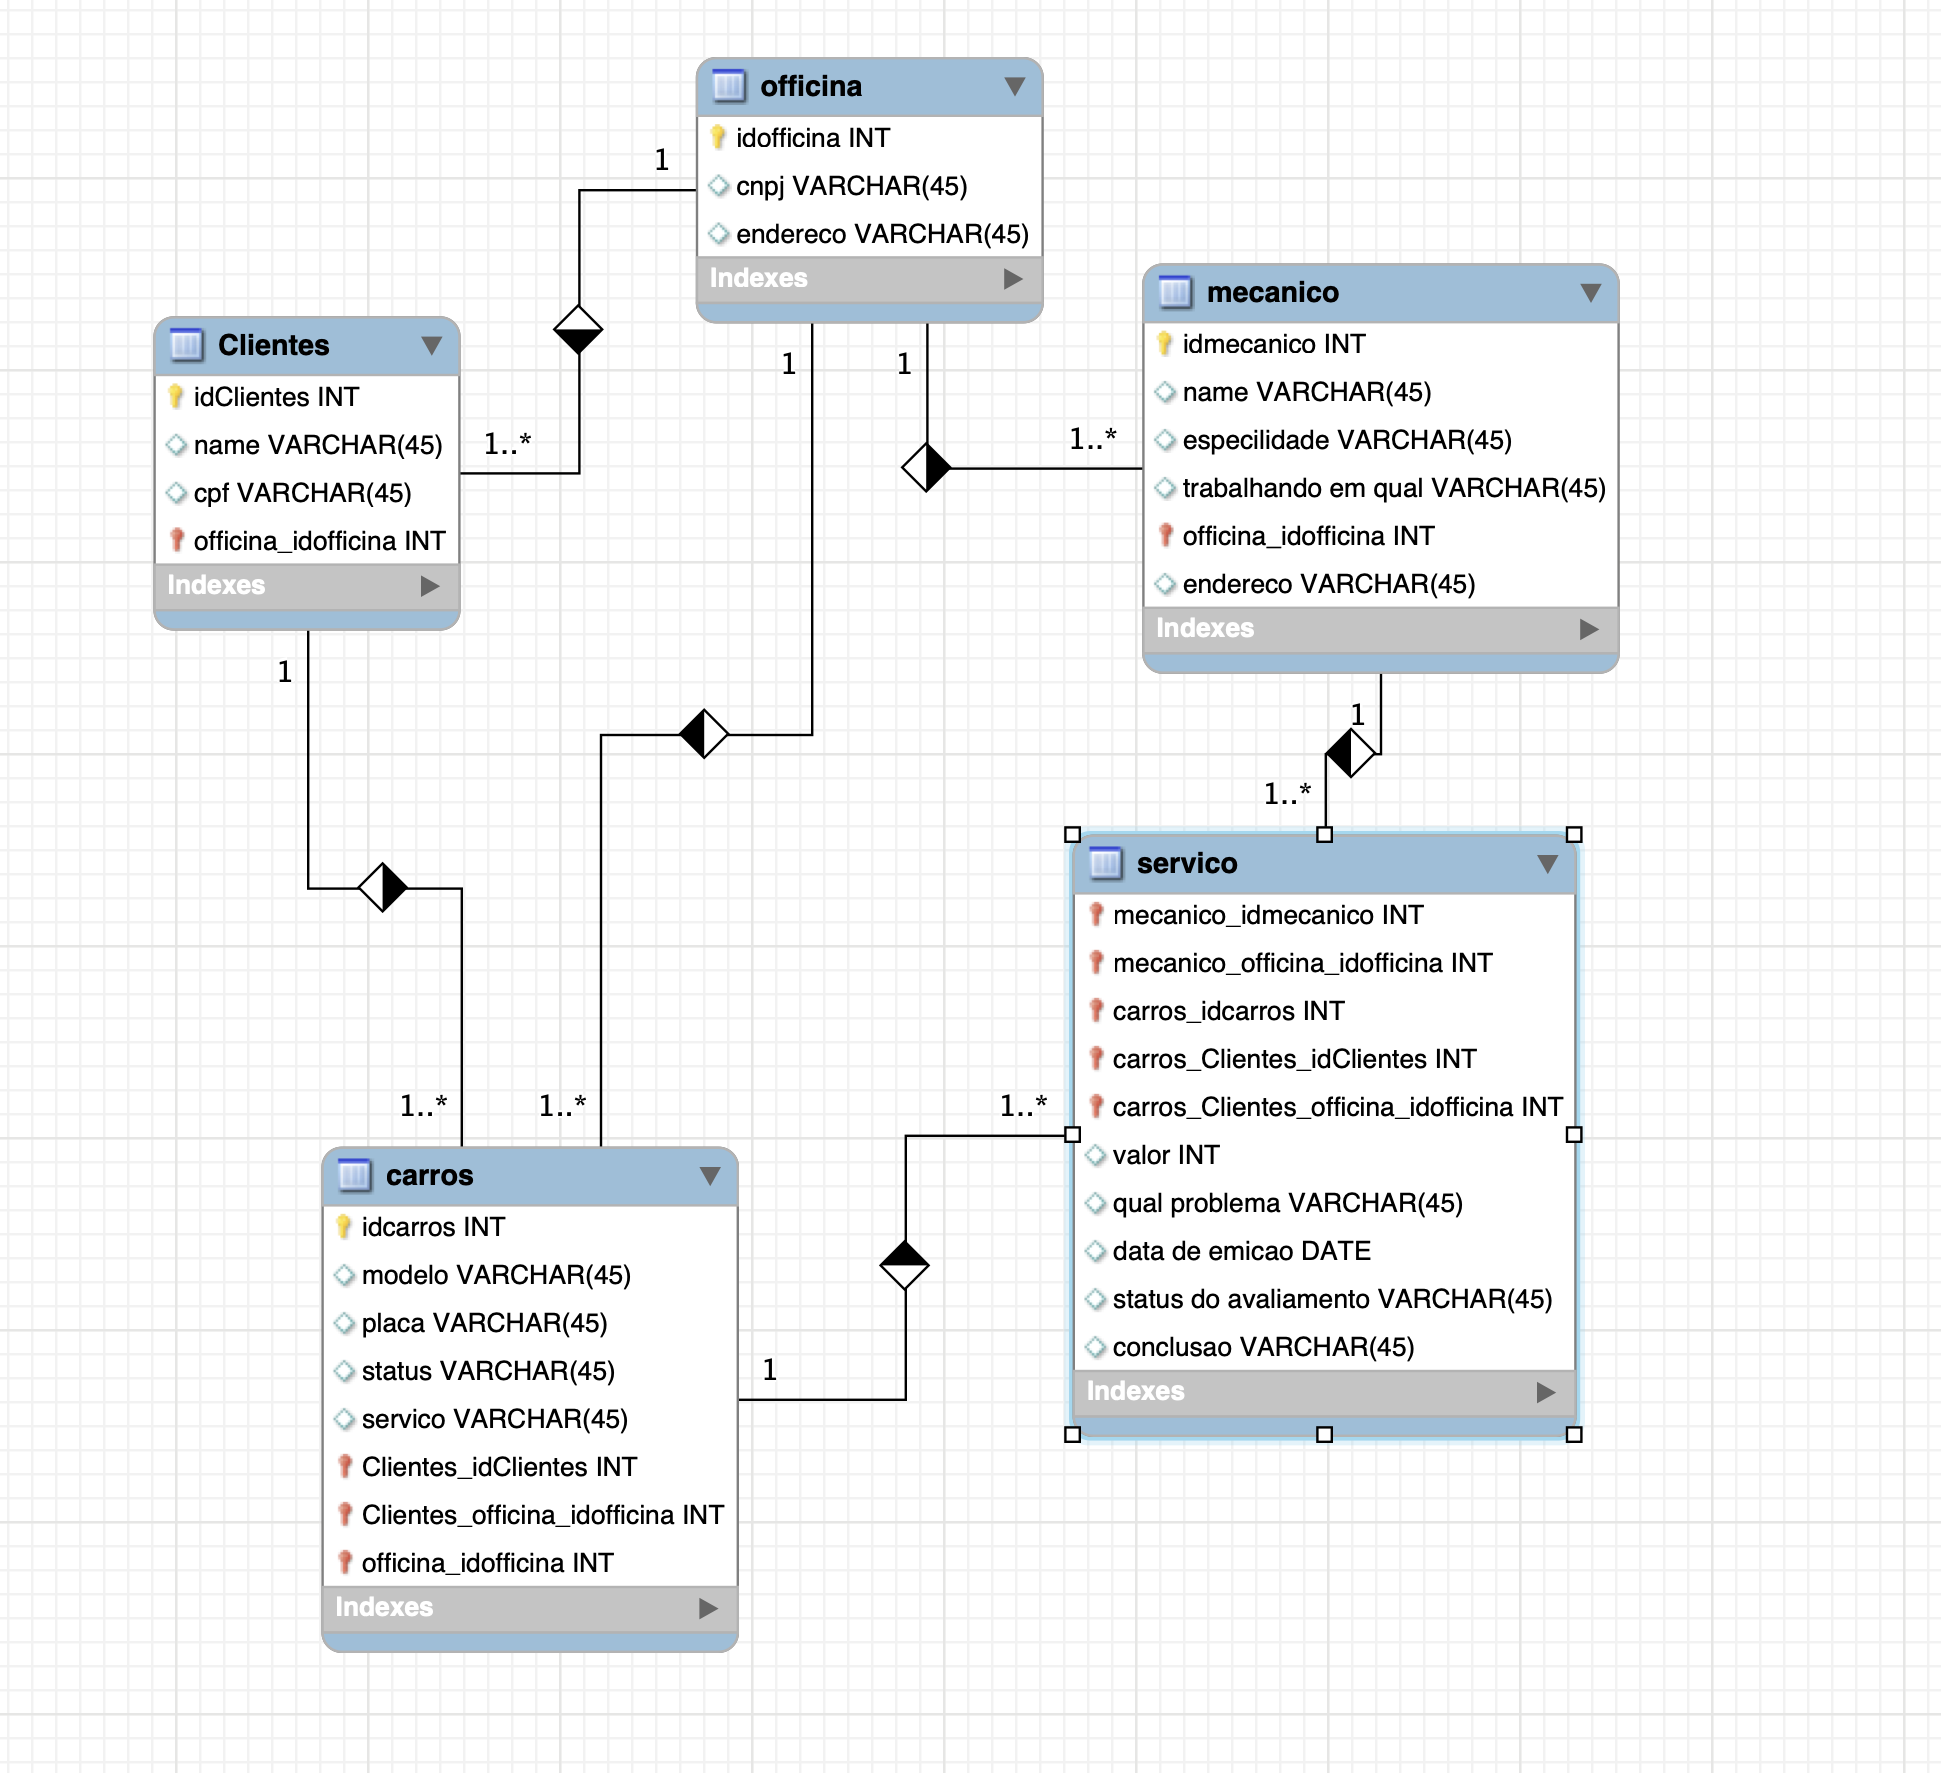 officina
idofficina INT
cnpj VARCHAR(45)
endereco VARCHAR(45)
Indexes
1
1
1
mecanico
idmecanico INT
name VARCHAR(45)
especilidade VARCHAR(45)
trabalhando em qual VARCHAR(45)
officina_idofficina INT
endereco VARCHAR(45)
Indexes
1..*
1
1..*
Clientes
idClientes INT
name VARCHAR(45)
cpf VARCHAR(45)
officina_idofficina INT
Indexes
1..*
1
1..*
1..*
servico
mecanico_idmecanico INT
mecanico_officina_idofficina INT
carros_idcarros INT
carros_Clientes_idClientes INT
carros_Clientes_officina_idofficina INT
valor INT
qual problema VARCHAR(45)
data de emicao DATE
status do avaliamento VARCHAR(45)
conclusao VARCHAR(45)
Indexes
1..*
1
carros
idcarros INT
modelo VARCHAR(45)
placa VARCHAR(45)
status VARCHAR(45)
servico VARCHAR(45)
Clientes_idClientes INT
Clientes_officina_idofficina INT
officina_idofficina INT
Indexes